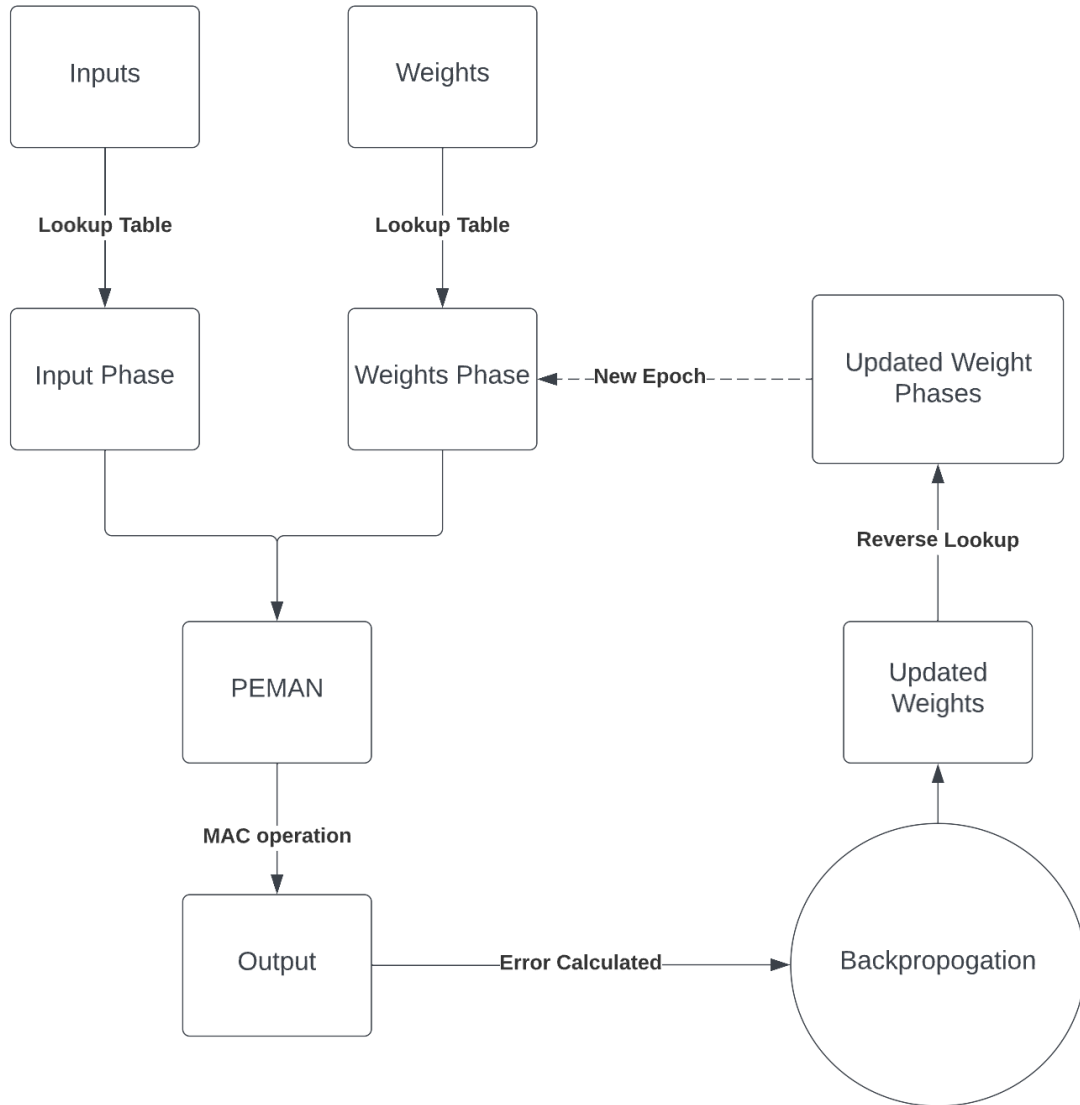 Inputs
Weights
Lookup Table
Lookup Table
Input Phase
Weights Phase
New Epoch
Updated Weight
Phases
Reverse Lookup
PEMAN
Updated
Weights
MAC operation
Output
Error Calculated
Backpropogation